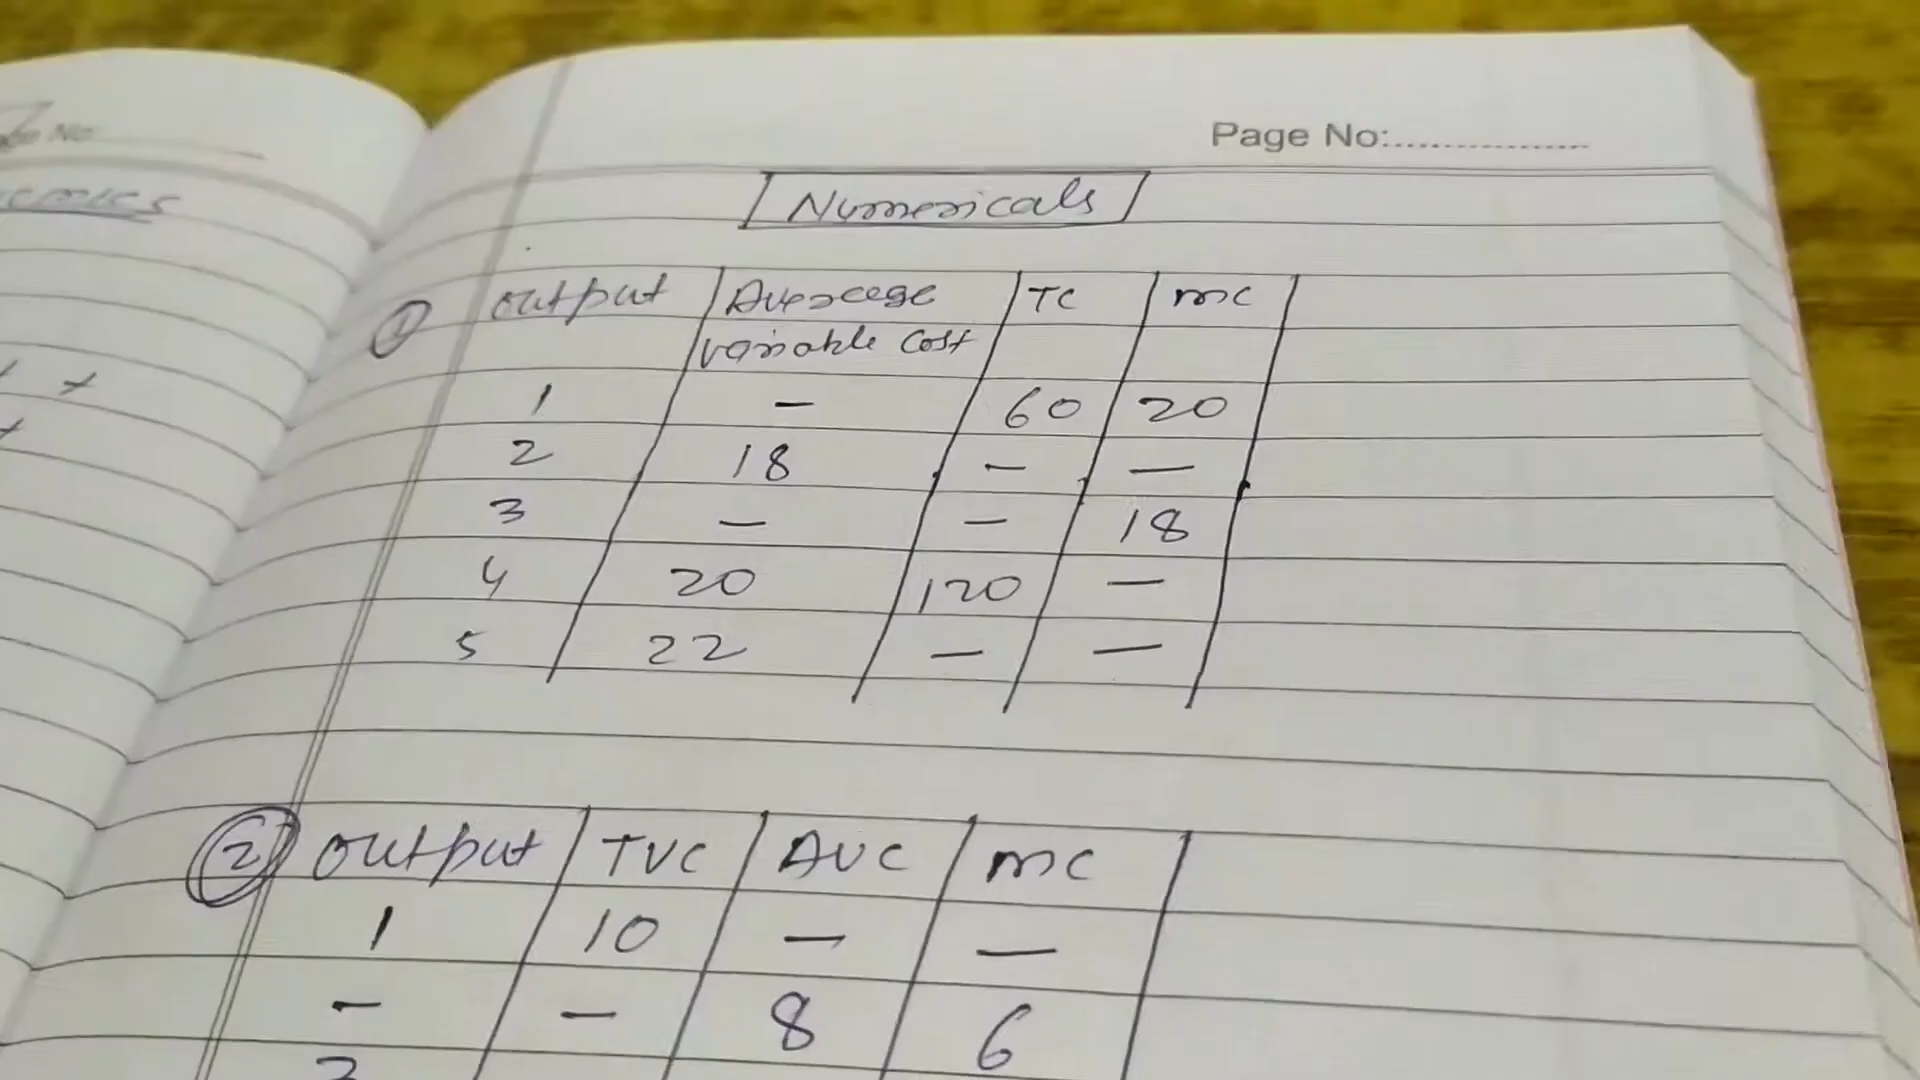 Page No:
Numericals
① output Average TC MC
variable cost
1 - 60 20
2 18 - -
3 - - 18
4 20 120 -
5 22 - -
② output TVC AVC MC
1 10 - -
- - 8 6
3